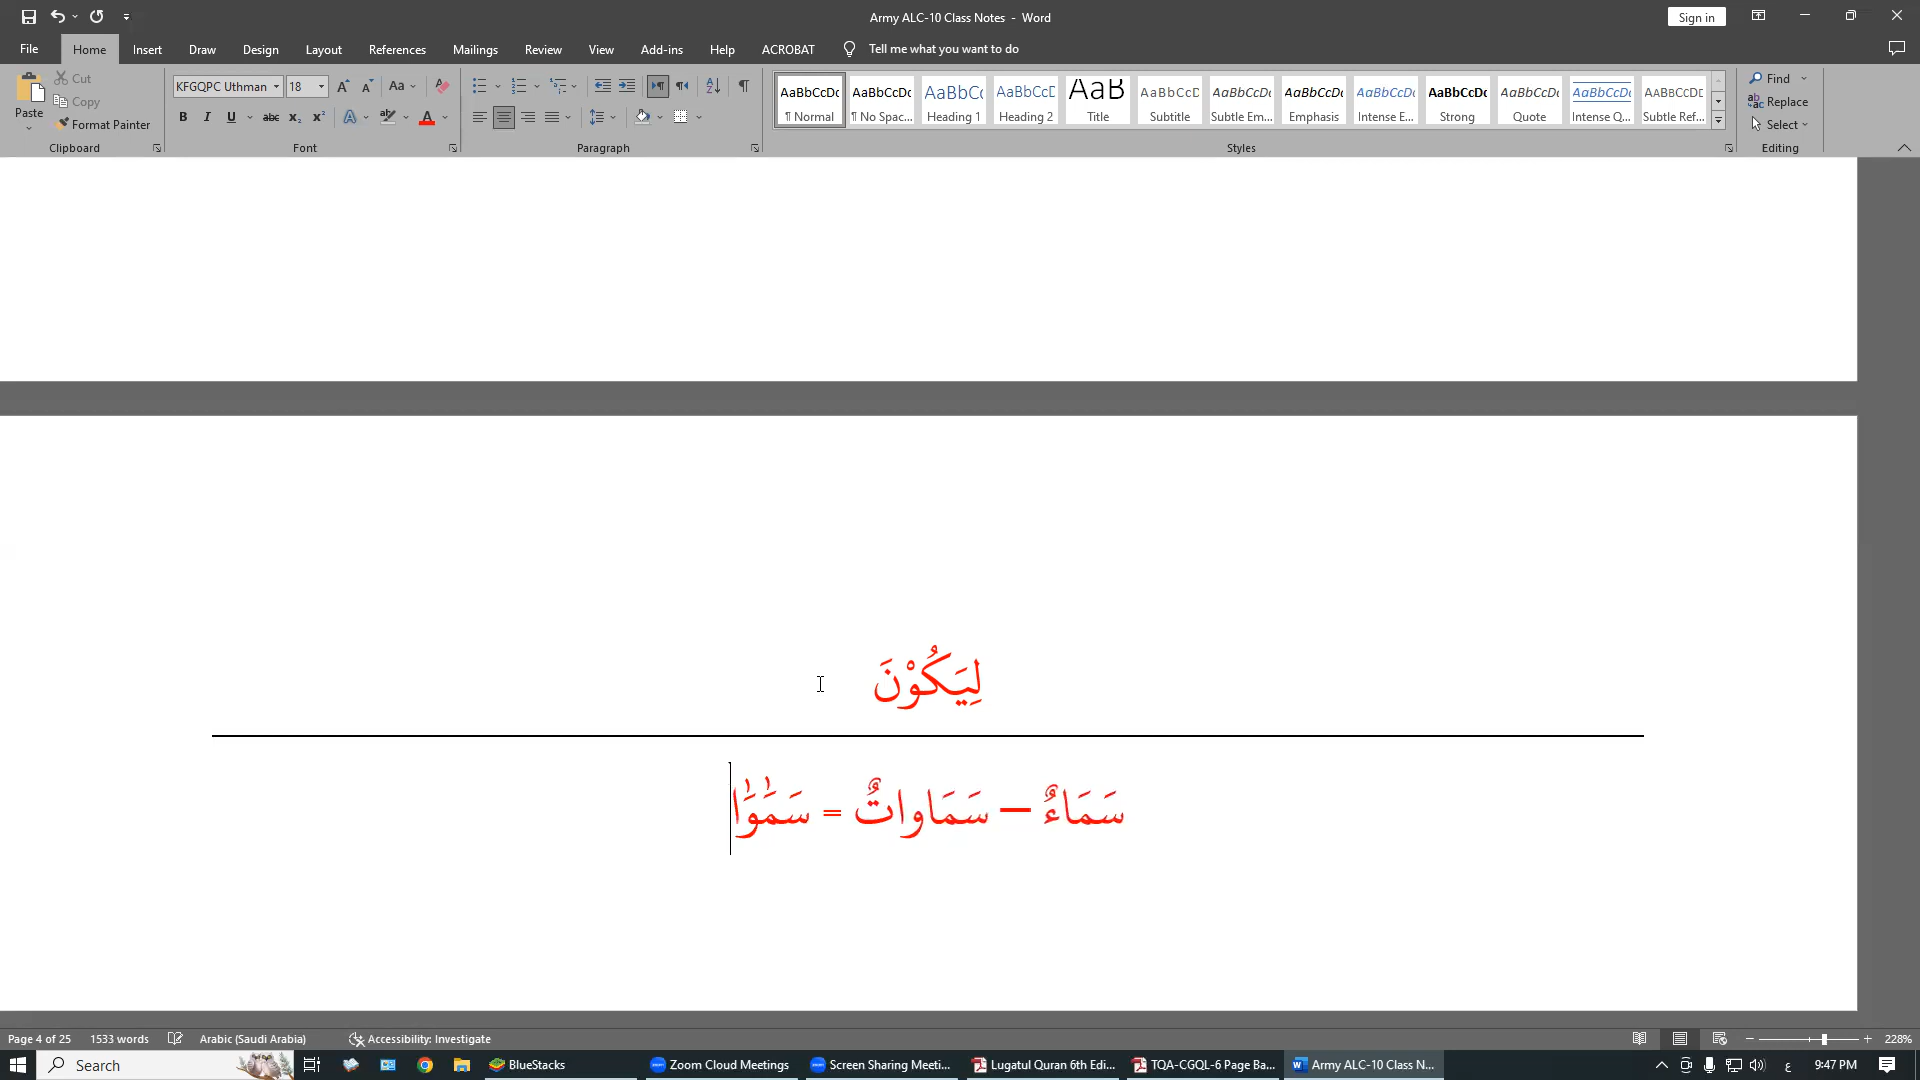 Army ALC-10 Class Notes - Word
Sign in
File Home Insert Draw Design Layout References Mailings Review View Add-ins Help ACROBAT Tell me what you want to do
Paste
Cut
Copy
Format Painter
Clipboard
KFGQPC Uthman 18
Font
Paragraph
AaBbCcDc AaBbCcDc AaBbC AaBbCcD AaB AaBbCcD AaBbCcDc AaBbCcDc AaBbCcDc AaBbCcDc AaBbCcDc AaBbCcDc AABBCCDD
¶ Normal ¶ No Spac... Heading 1 Heading 2 Title Subtitle Subtle Em... Emphasis Intense E... Strong Quote Intense Q... Subtle Ref...
Styles
Find
Replace
Select
Editing
لِيَكُوْنَ
سَمَاءٌ – سَمَاواتٌ = سَمَٰوَٰا
Page 4 of 25 1533 words Arabic (Saudi Arabia) Accessibility: Investigate 228%
Search BlueStacks Zoom Cloud Meetings Screen Sharing Meeti... Lugatul Quran 6th Edi... TQA-CGQL-6 Page Ba... Army ALC-10 Class N... ع 9:47 PM